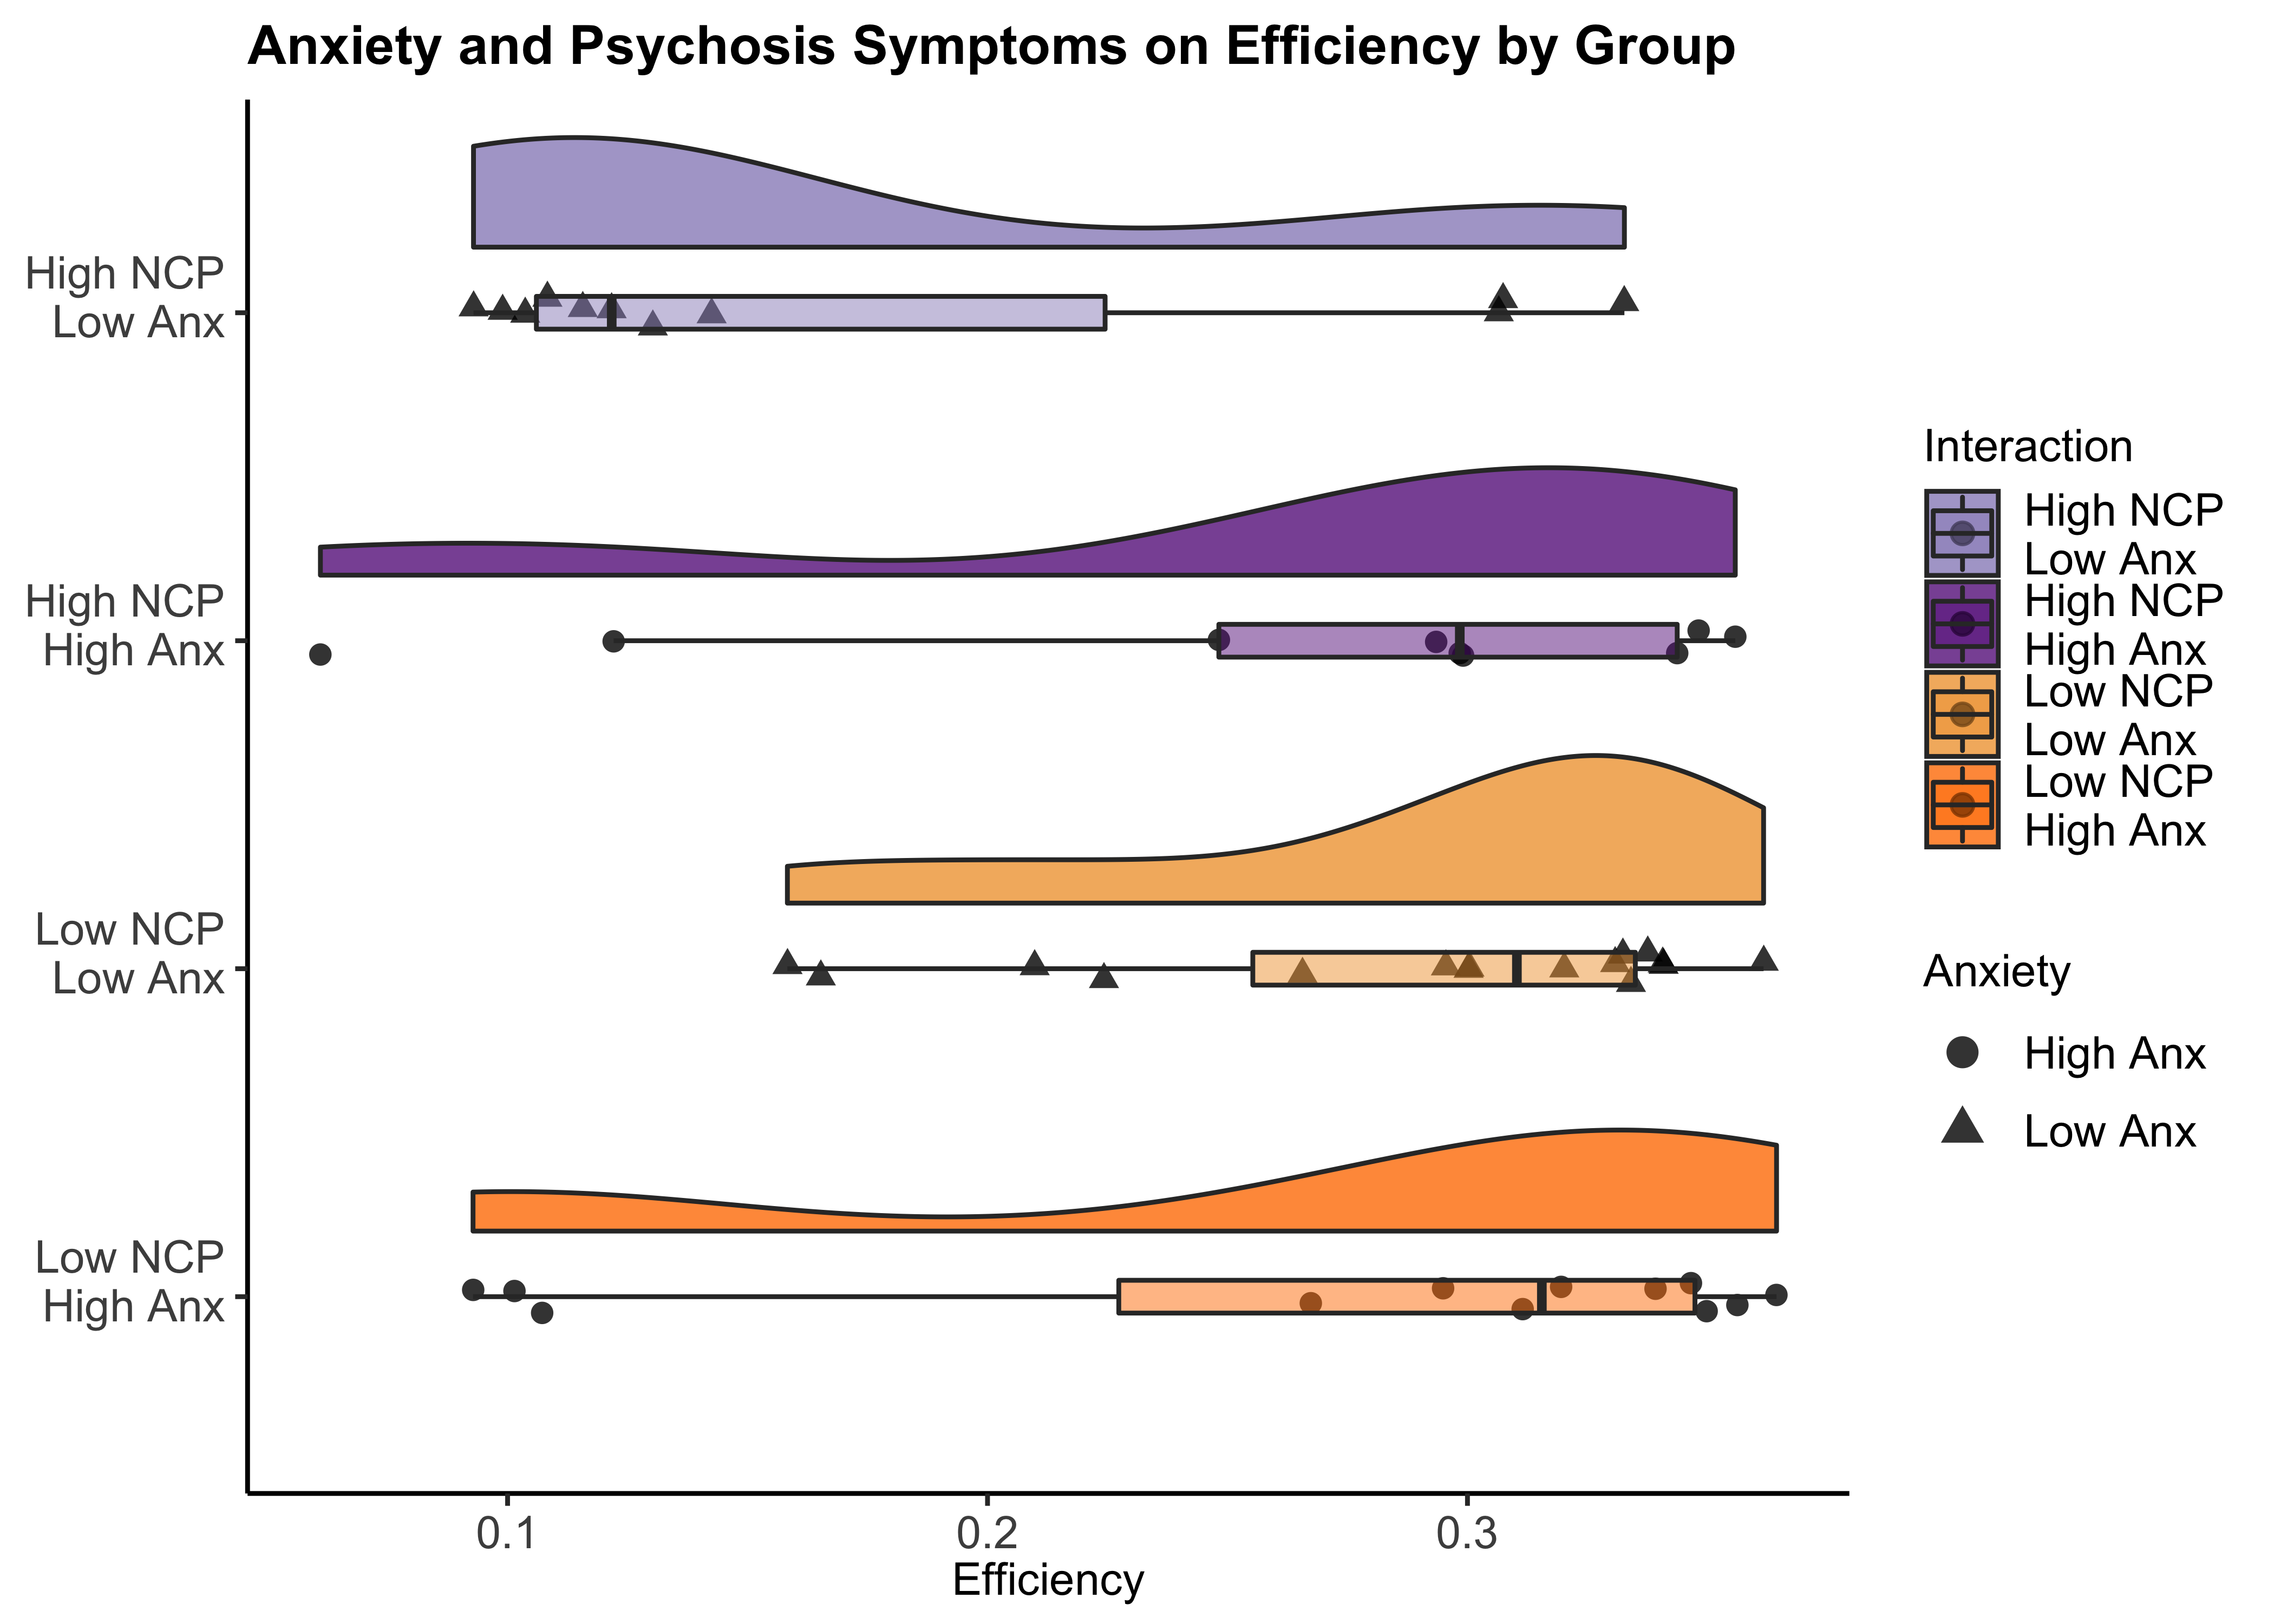 Anxiety and Psychosis Symptoms on Efficiency by Group
High NCP
Low Anx
High NCP
High Anx
Low NCP
Low Anx
Low NCP
High Anx
0.1
0.2
0.3
Efficiency
Interaction
High NCP
Low Anx
High NCP
High Anx
Low NCP
Low Anx
Low NCP
High Anx
Anxiety
High Anx
Low Anx